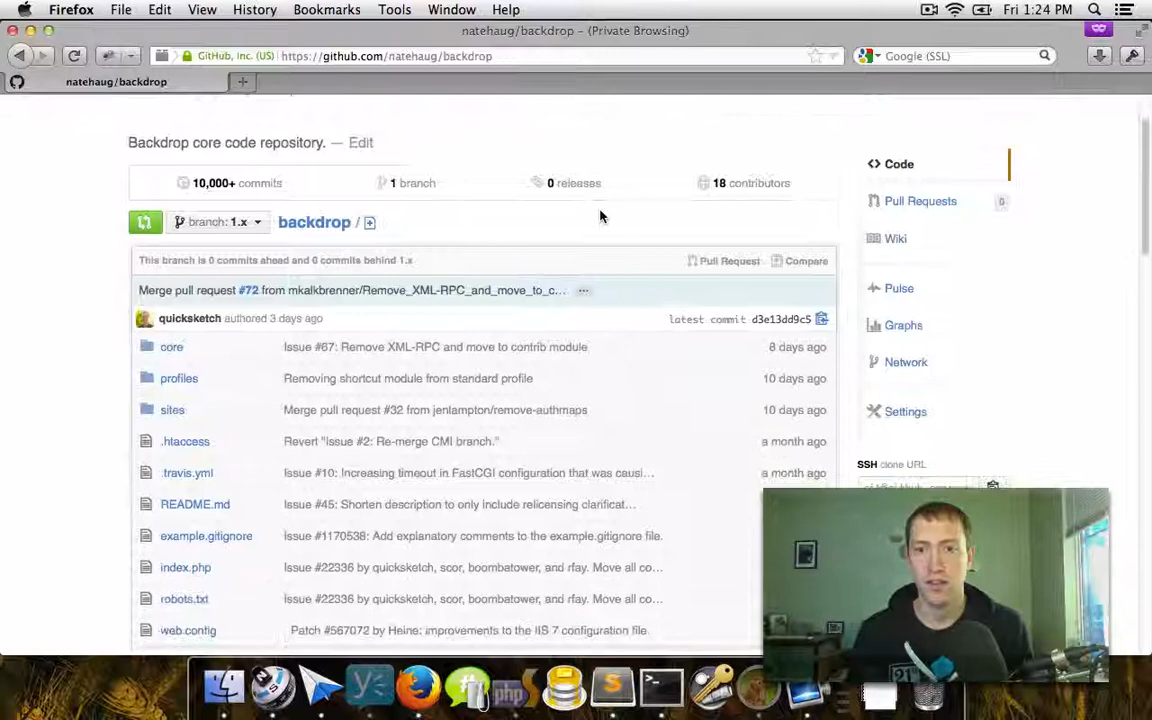 Firefox File Edit View History Bookmarks Tools Window Help Fri 1:24 PM
natehaug/backdrop – (Private Browsing)
GitHub, Inc. (US) https://github.com/natehaug/backdrop Google (SSL)
natehaug/backdrop
Backdrop core code repository. — Edit
10,000+ commits 1 branch 0 releases 18 contributors
branch: 1.x backdrop /
This branch is 0 commits ahead and 0 commits behind 1.x Pull Request Compare
Merge pull request #72 from mkalkbrenner/Remove_XML-RPC_and_move_to_c… ...
quicksketch authored 3 days ago latest commit d3e13dd9c5
core Issue #67: Remove XML-RPC and move to contrib module 8 days ago
profiles Removing shortcut module from standard profile 10 days ago
sites Merge pull request #32 from jenlampton/remove-authmaps 10 days ago
.htaccess Revert "Issue #2: Re-merge CMI branch." a month ago
.travis.yml Issue #10: Increasing timeout in FastCGI configuration that was causi… a month ago
README.md Issue #45: Shorten description to only include relicensing clarificat…
example.gitignore Issue #1170538: Add explanatory comments to the example.gitignore file.
index.php Issue #22336 by quicksketch, scor, boombatower, and rfay. Move all co…
robots.txt Issue #22336 by quicksketch, scor, boombatower, and rfay. Move all co…
web.config Patch #567072 by Heine: improvements to the IIS 7 configuration file.
Code
Pull Requests 0
Wiki
Pulse
Graphs
Network
Settings
SSH clone URL
php